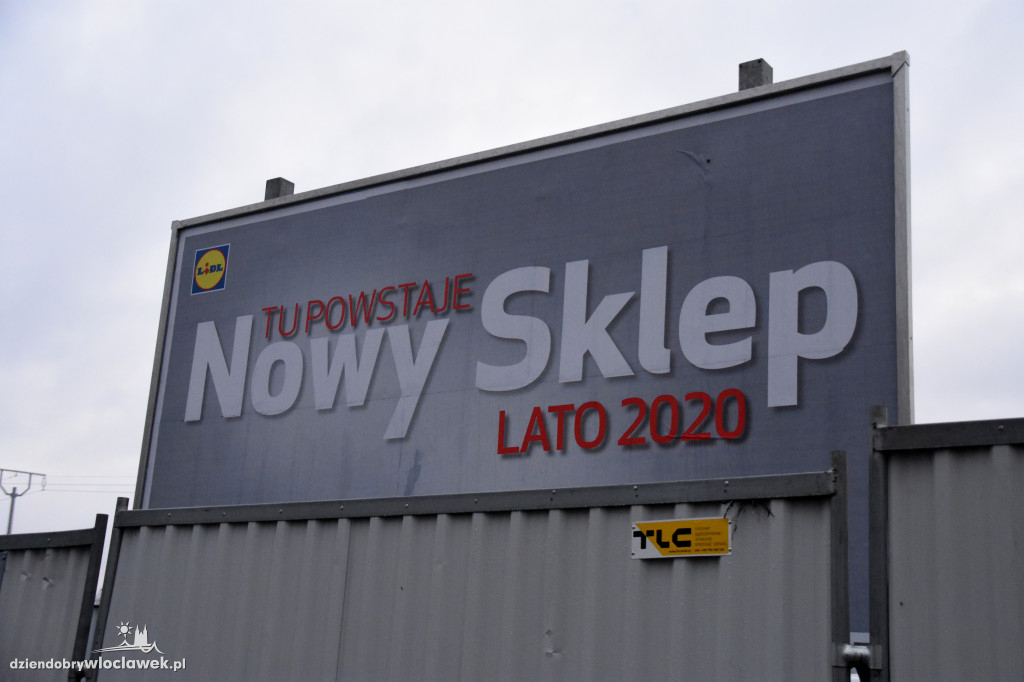 LIDL
TU POWSTAJE
Nowy Sklep
LATO 2020
TLC
dziendobrywloclawek.pl